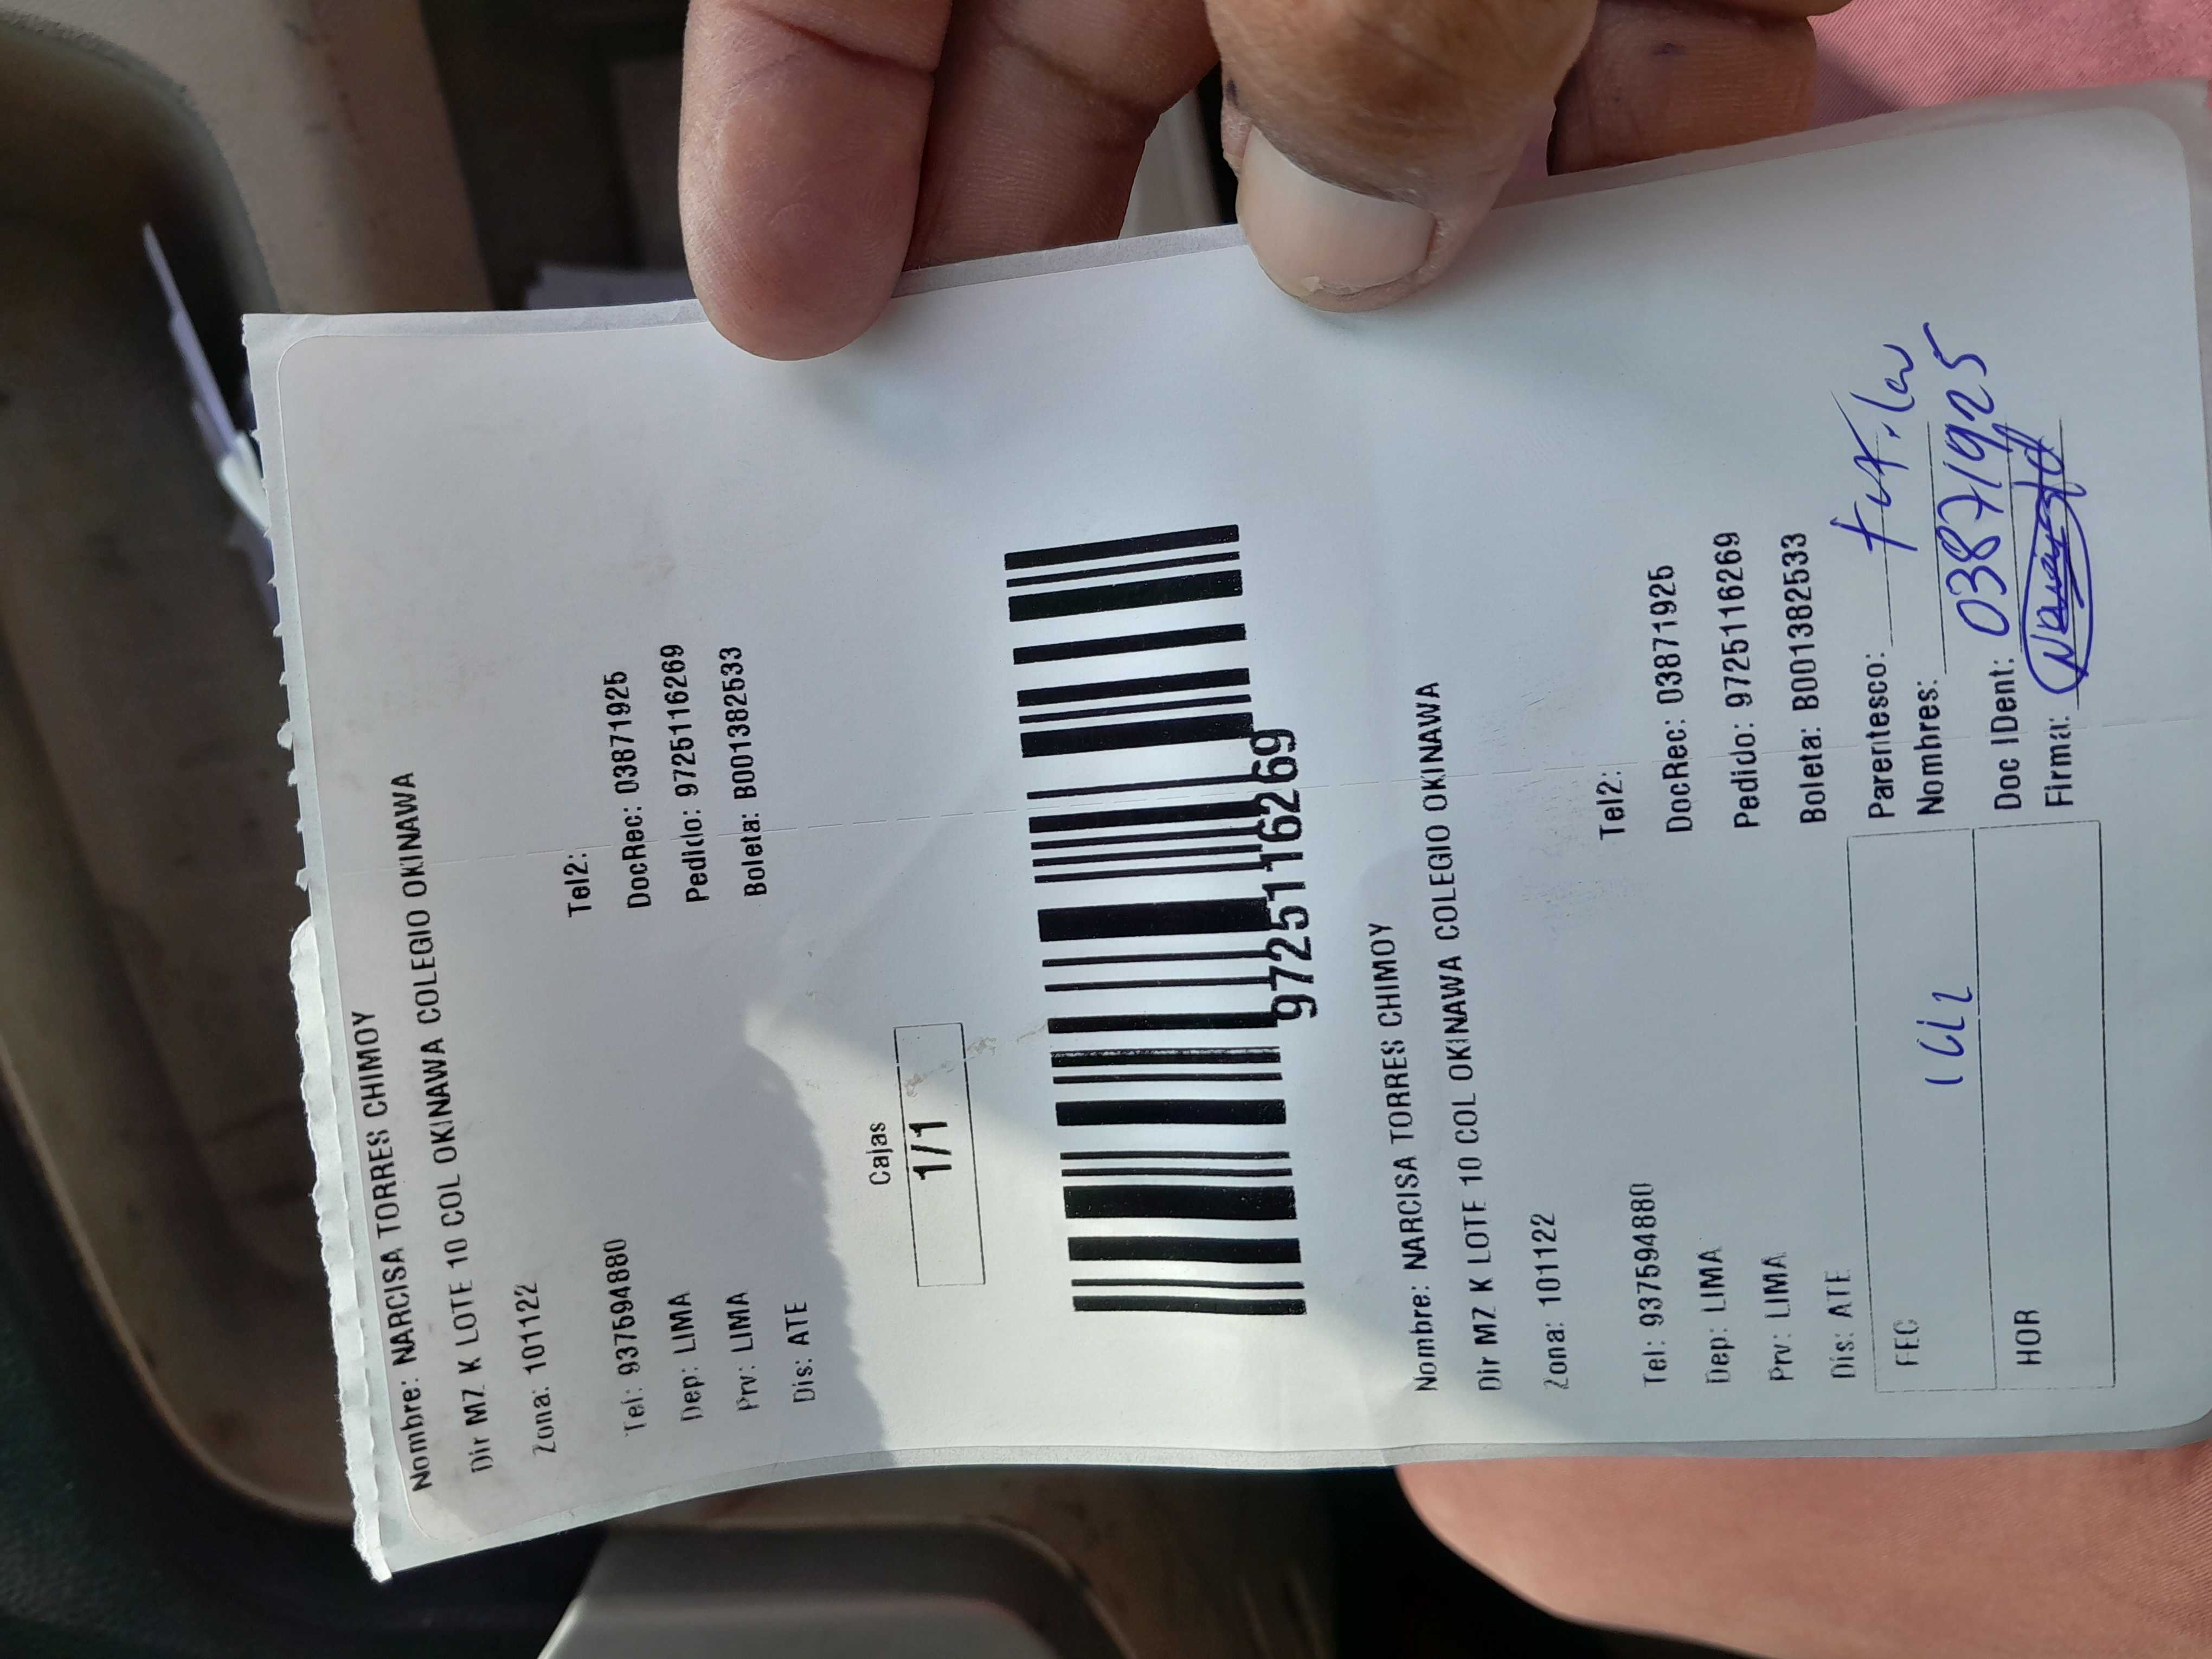 Nombre: NARCISA TORRES CHIMOY
Dir MZ K LOTE 10 COL OKINAWA COLEGIO OKINAWA
Zona: 101122
Tel: 937594880 Tel2:
Dep: LIMA DocRec: 03871925
Prv: LIMA Pedido: 97251116269
Dis: ATE Boleta: B001382533
Cajas
1/1
97251116269
Nombre: NARCISA TORRES CHIMOY
Dir MZ K LOTE 10 COL OKINAWA COLEGIO OKINAWA
Zona: 101122
Tel: 937594880 Tel2:
Dep: LIMA DocRec: 03871925
Prv: LIMA Pedido: 97251116269
Dis: ATE Boleta: B001382533
FEC Parentesco:
Nombres:
HOR Doc IDent: 03871925
Firma: